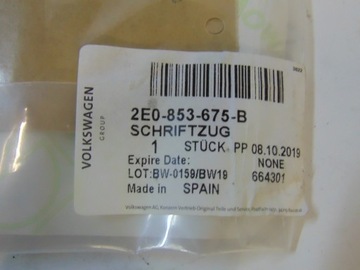 VOLKSWAGEN
GROUP
2E0-853-675-B
SCHRIFTZUG
1 STÜCK PP 08.10.2019
Expire Date: NONE
LOT:BW-0159/BW19 664301
Made in SPAIN